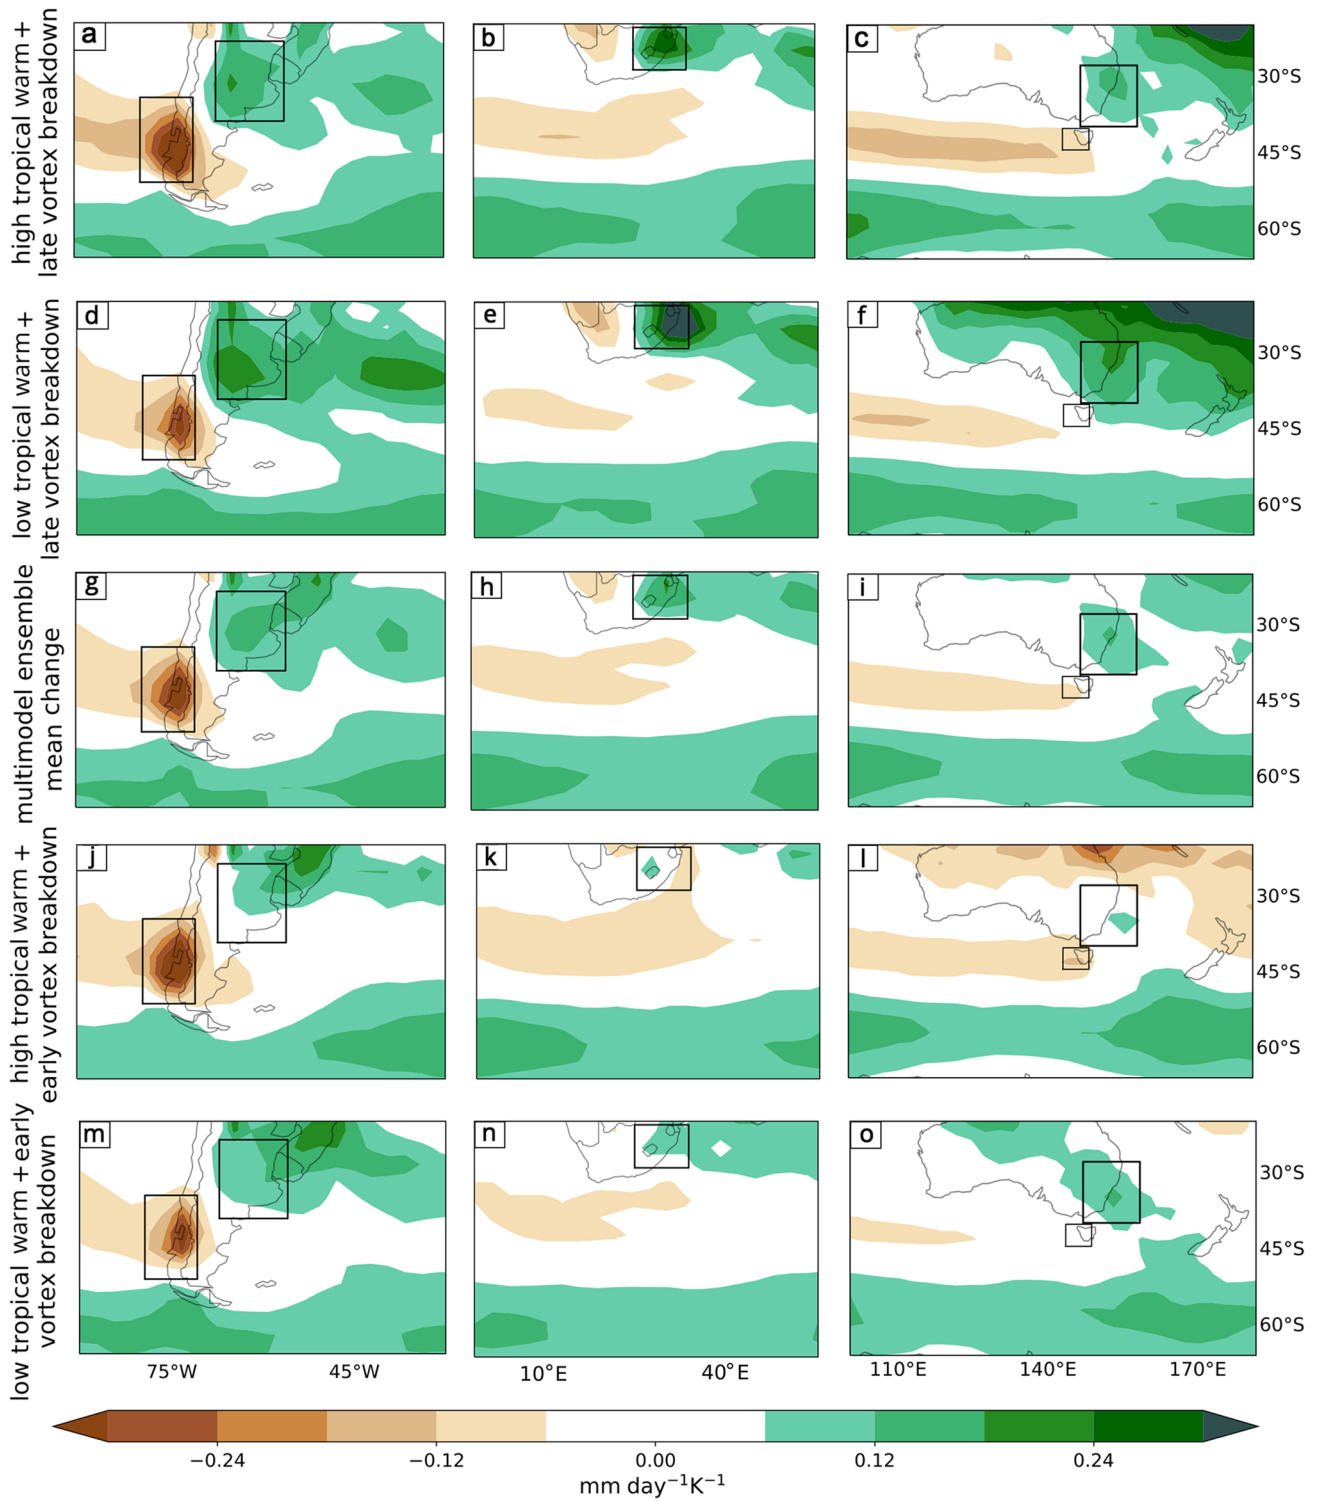 high tropical warm +
late vortex breakdown
a
b
c
30°S
45°S
60°S
low tropical warm +
late vortex breakdown
d
e
f
30°S
45°S
60°S
multimodel ensemble
mean change
g
h
i
30°S
45°S
60°S
high tropical warm +
early vortex breakdown
j
k
l
30°S
45°S
60°S
low tropical warm + early
vortex breakdown
m
n
o
30°S
45°S
60°S
75°W 45°W 10°E 40°E 110°E 140°E 170°E
−0.24 −0.12 0.00 0.12 0.24
mm day⁻¹K⁻¹